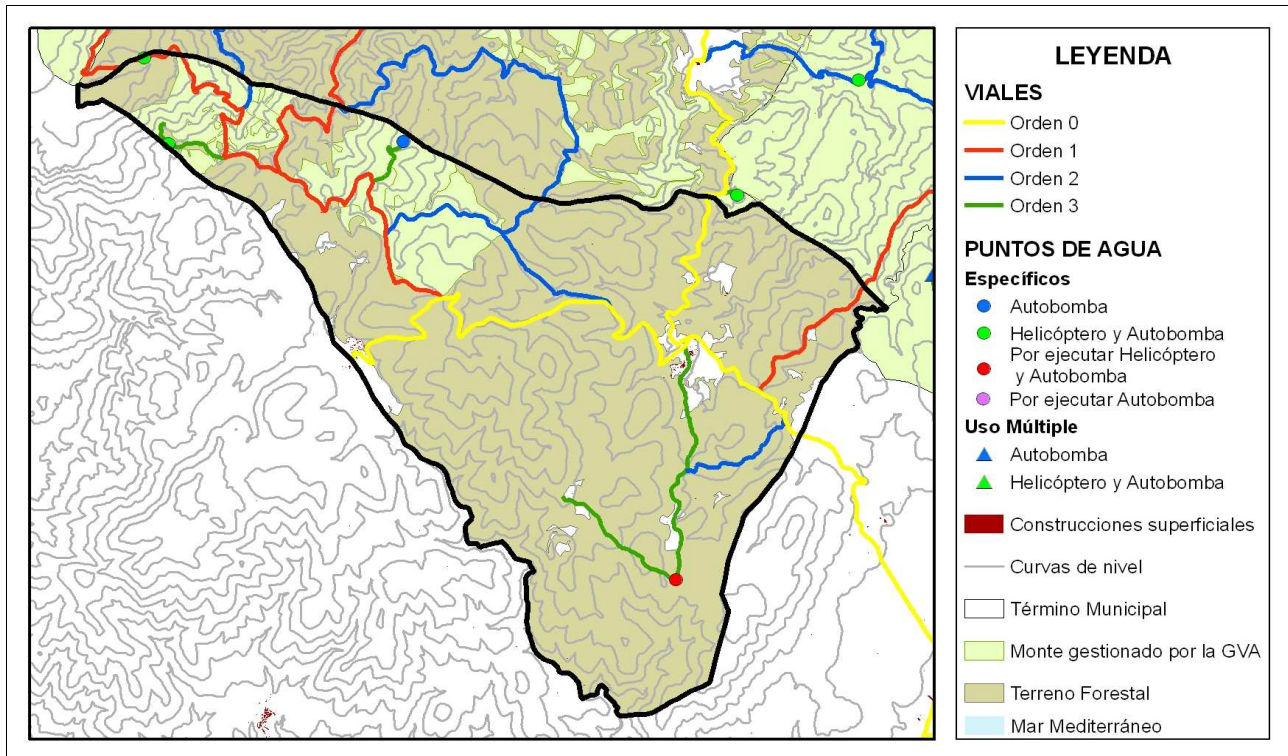 LEYENDA
VIALES
Orden 0
Orden 1
Orden 2
Orden 3
PUNTOS DE AGUA
Específicos
Autobomba
Helicóptero y Autobomba
Por ejecutar Helicóptero
y Autobomba
Por ejecutar Autobomba
Uso Múltiple
Autobomba
Helicóptero y Autobomba
Construcciones superficiales
Curvas de nivel
Término Municipal
Monte gestionado por la GVA
Terreno Forestal
Mar Mediterráneo